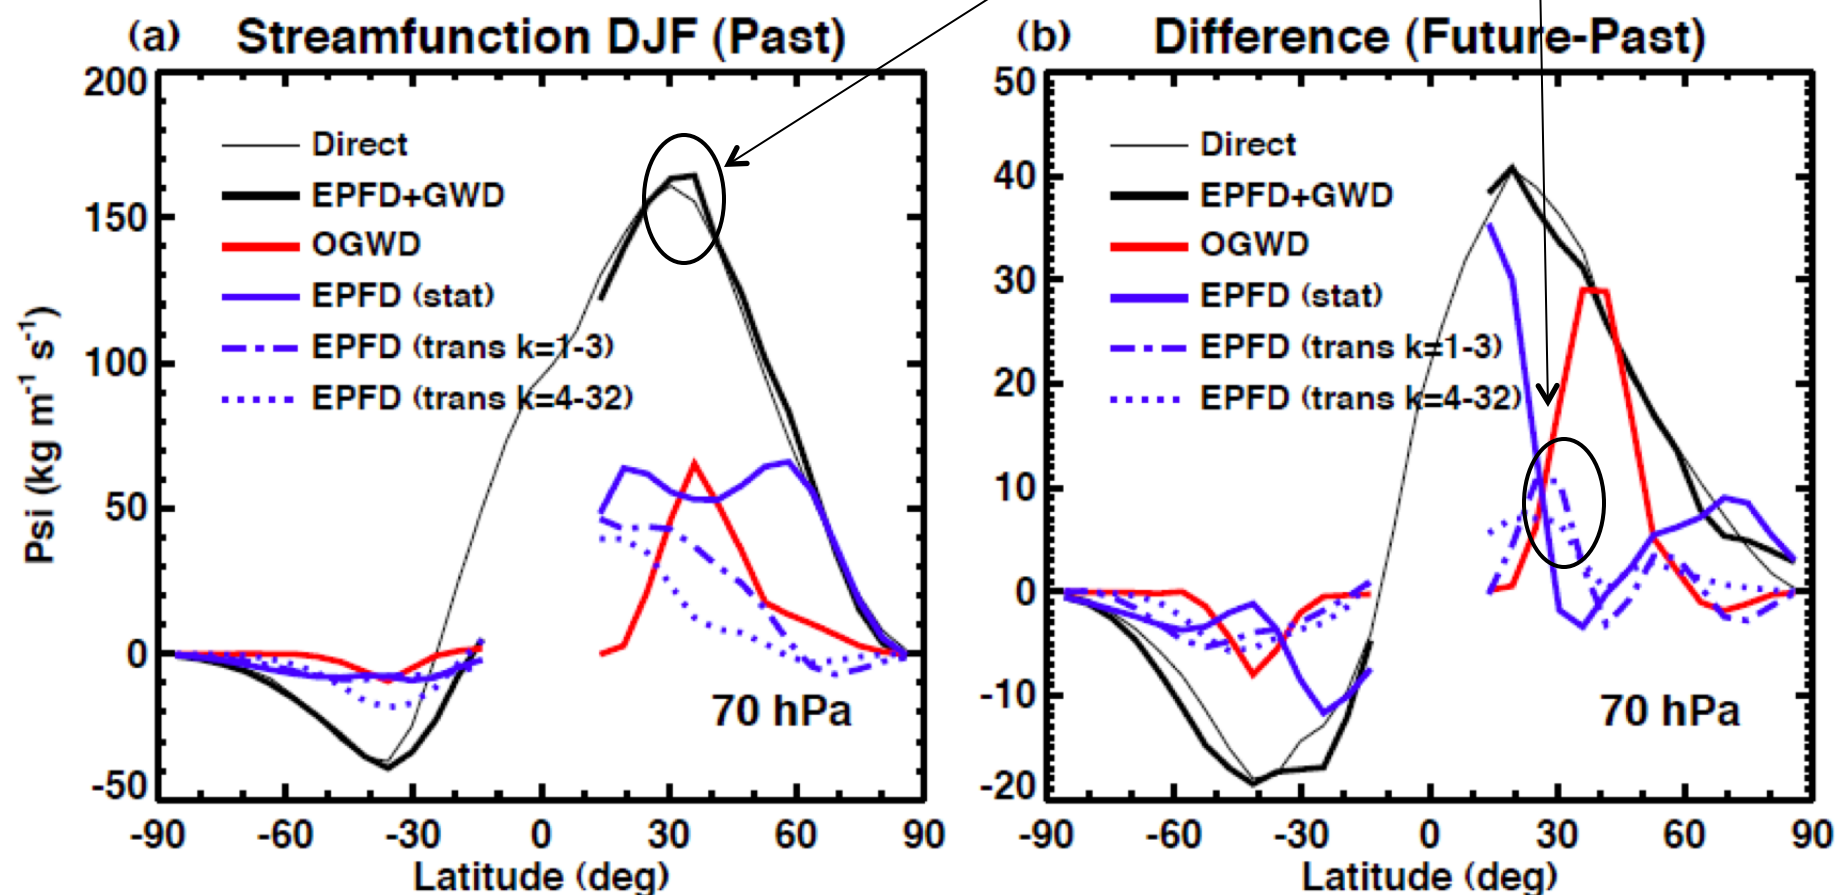 (a) Streamfunction DJF (Past)
200
150
100
50
0
-50
Psi (kg m⁻¹ s⁻¹)
Direct
EPFD+GWD
OGWD
EPFD (stat)
EPFD (trans k=1-3)
EPFD (trans k=4-32)
70 hPa
-90 -60 -30 0 30 60 90
Latitude (deg)
(b) Difference (Future-Past)
50
40
30
20
10
0
-10
-20
Direct
EPFD+GWD
OGWD
EPFD (stat)
EPFD (trans k=1-3)
EPFD (trans k=4-32)
70 hPa
-90 -60 -30 0 30 60 90
Latitude (deg)